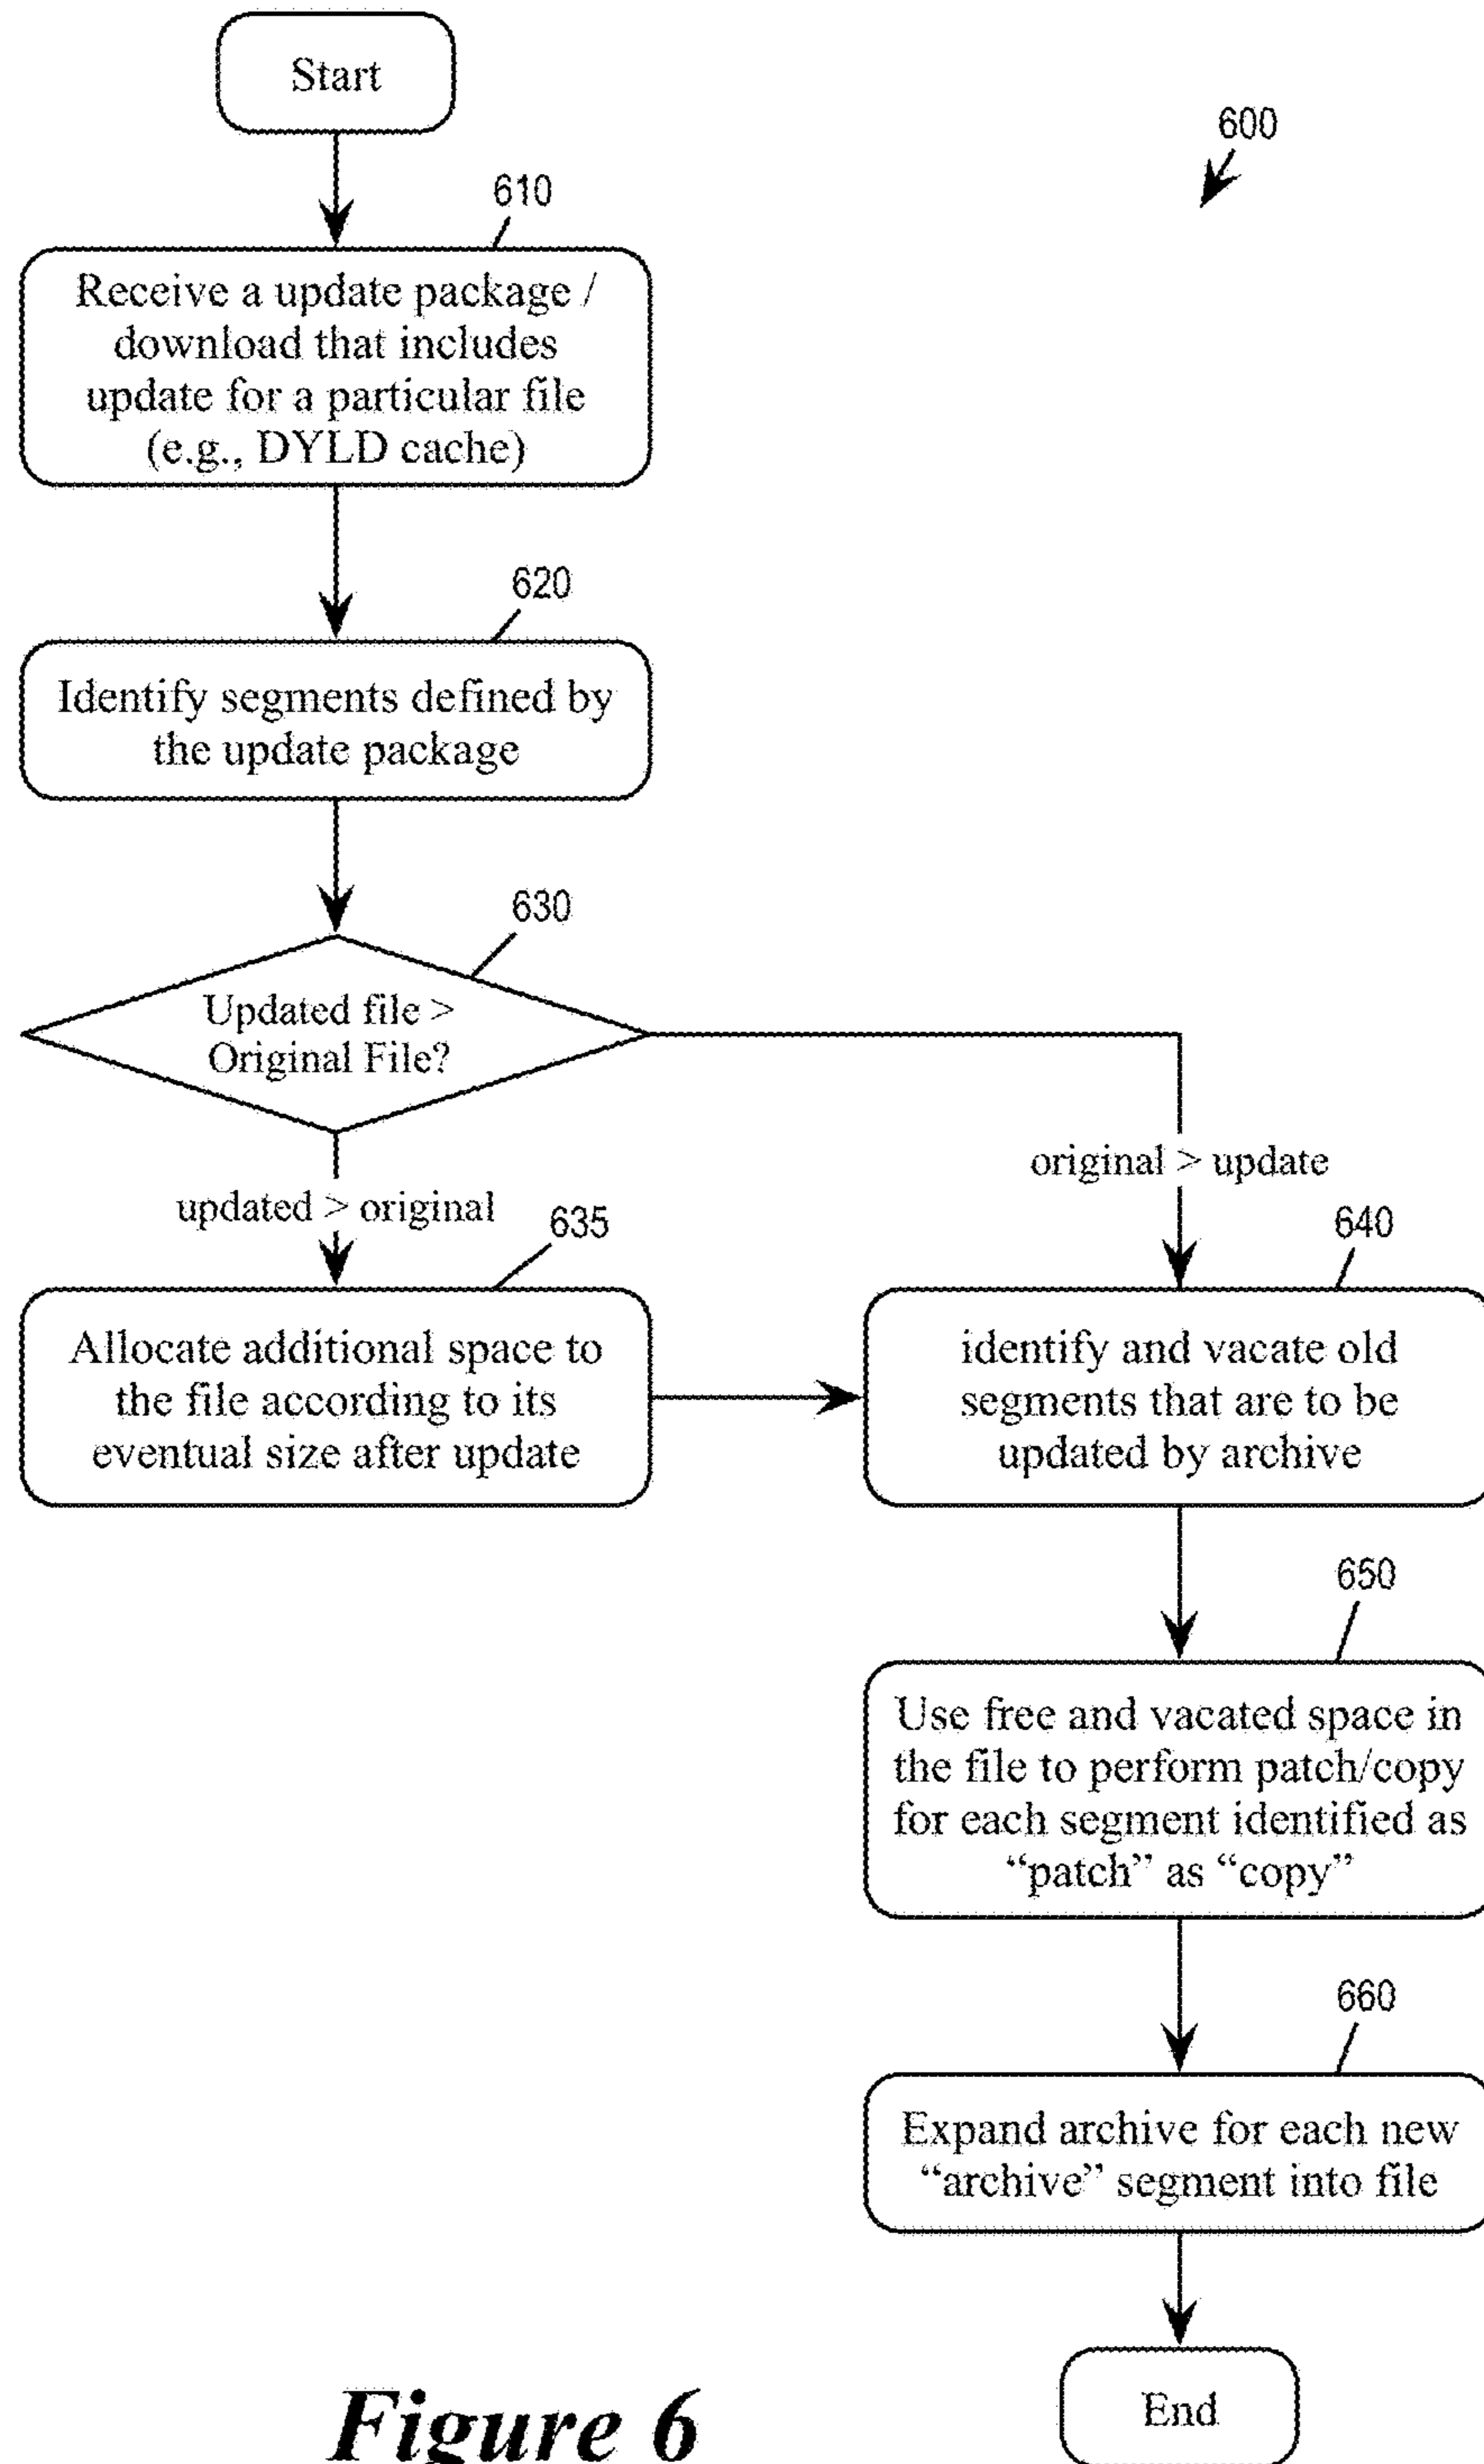 Start
600
610
Receive a update package /
download that includes
update for a particular file
(e.g., DYLD cache)
620
Identify segments defined by
the update package
630
Updated file >
Original File?
original > update
updated > original
635
640
Allocate additional space to
the file according to its
eventual size after update
identify and vacate old
segments that are to be
updated by archive
650
Use free and vacated space in
the file to perform patch/copy
for each segment identified as
“patch” as “copy”
660
Expand archive for each new
“archive” segment into file
End
Figure 6